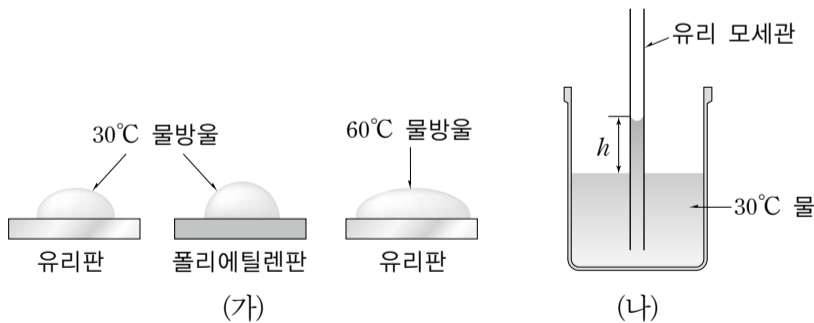 유리 모세관
30℃ 물방울
60℃ 물방울
h
30℃ 물
유리판
폴리에틸렌판
유리판
(가)
(나)